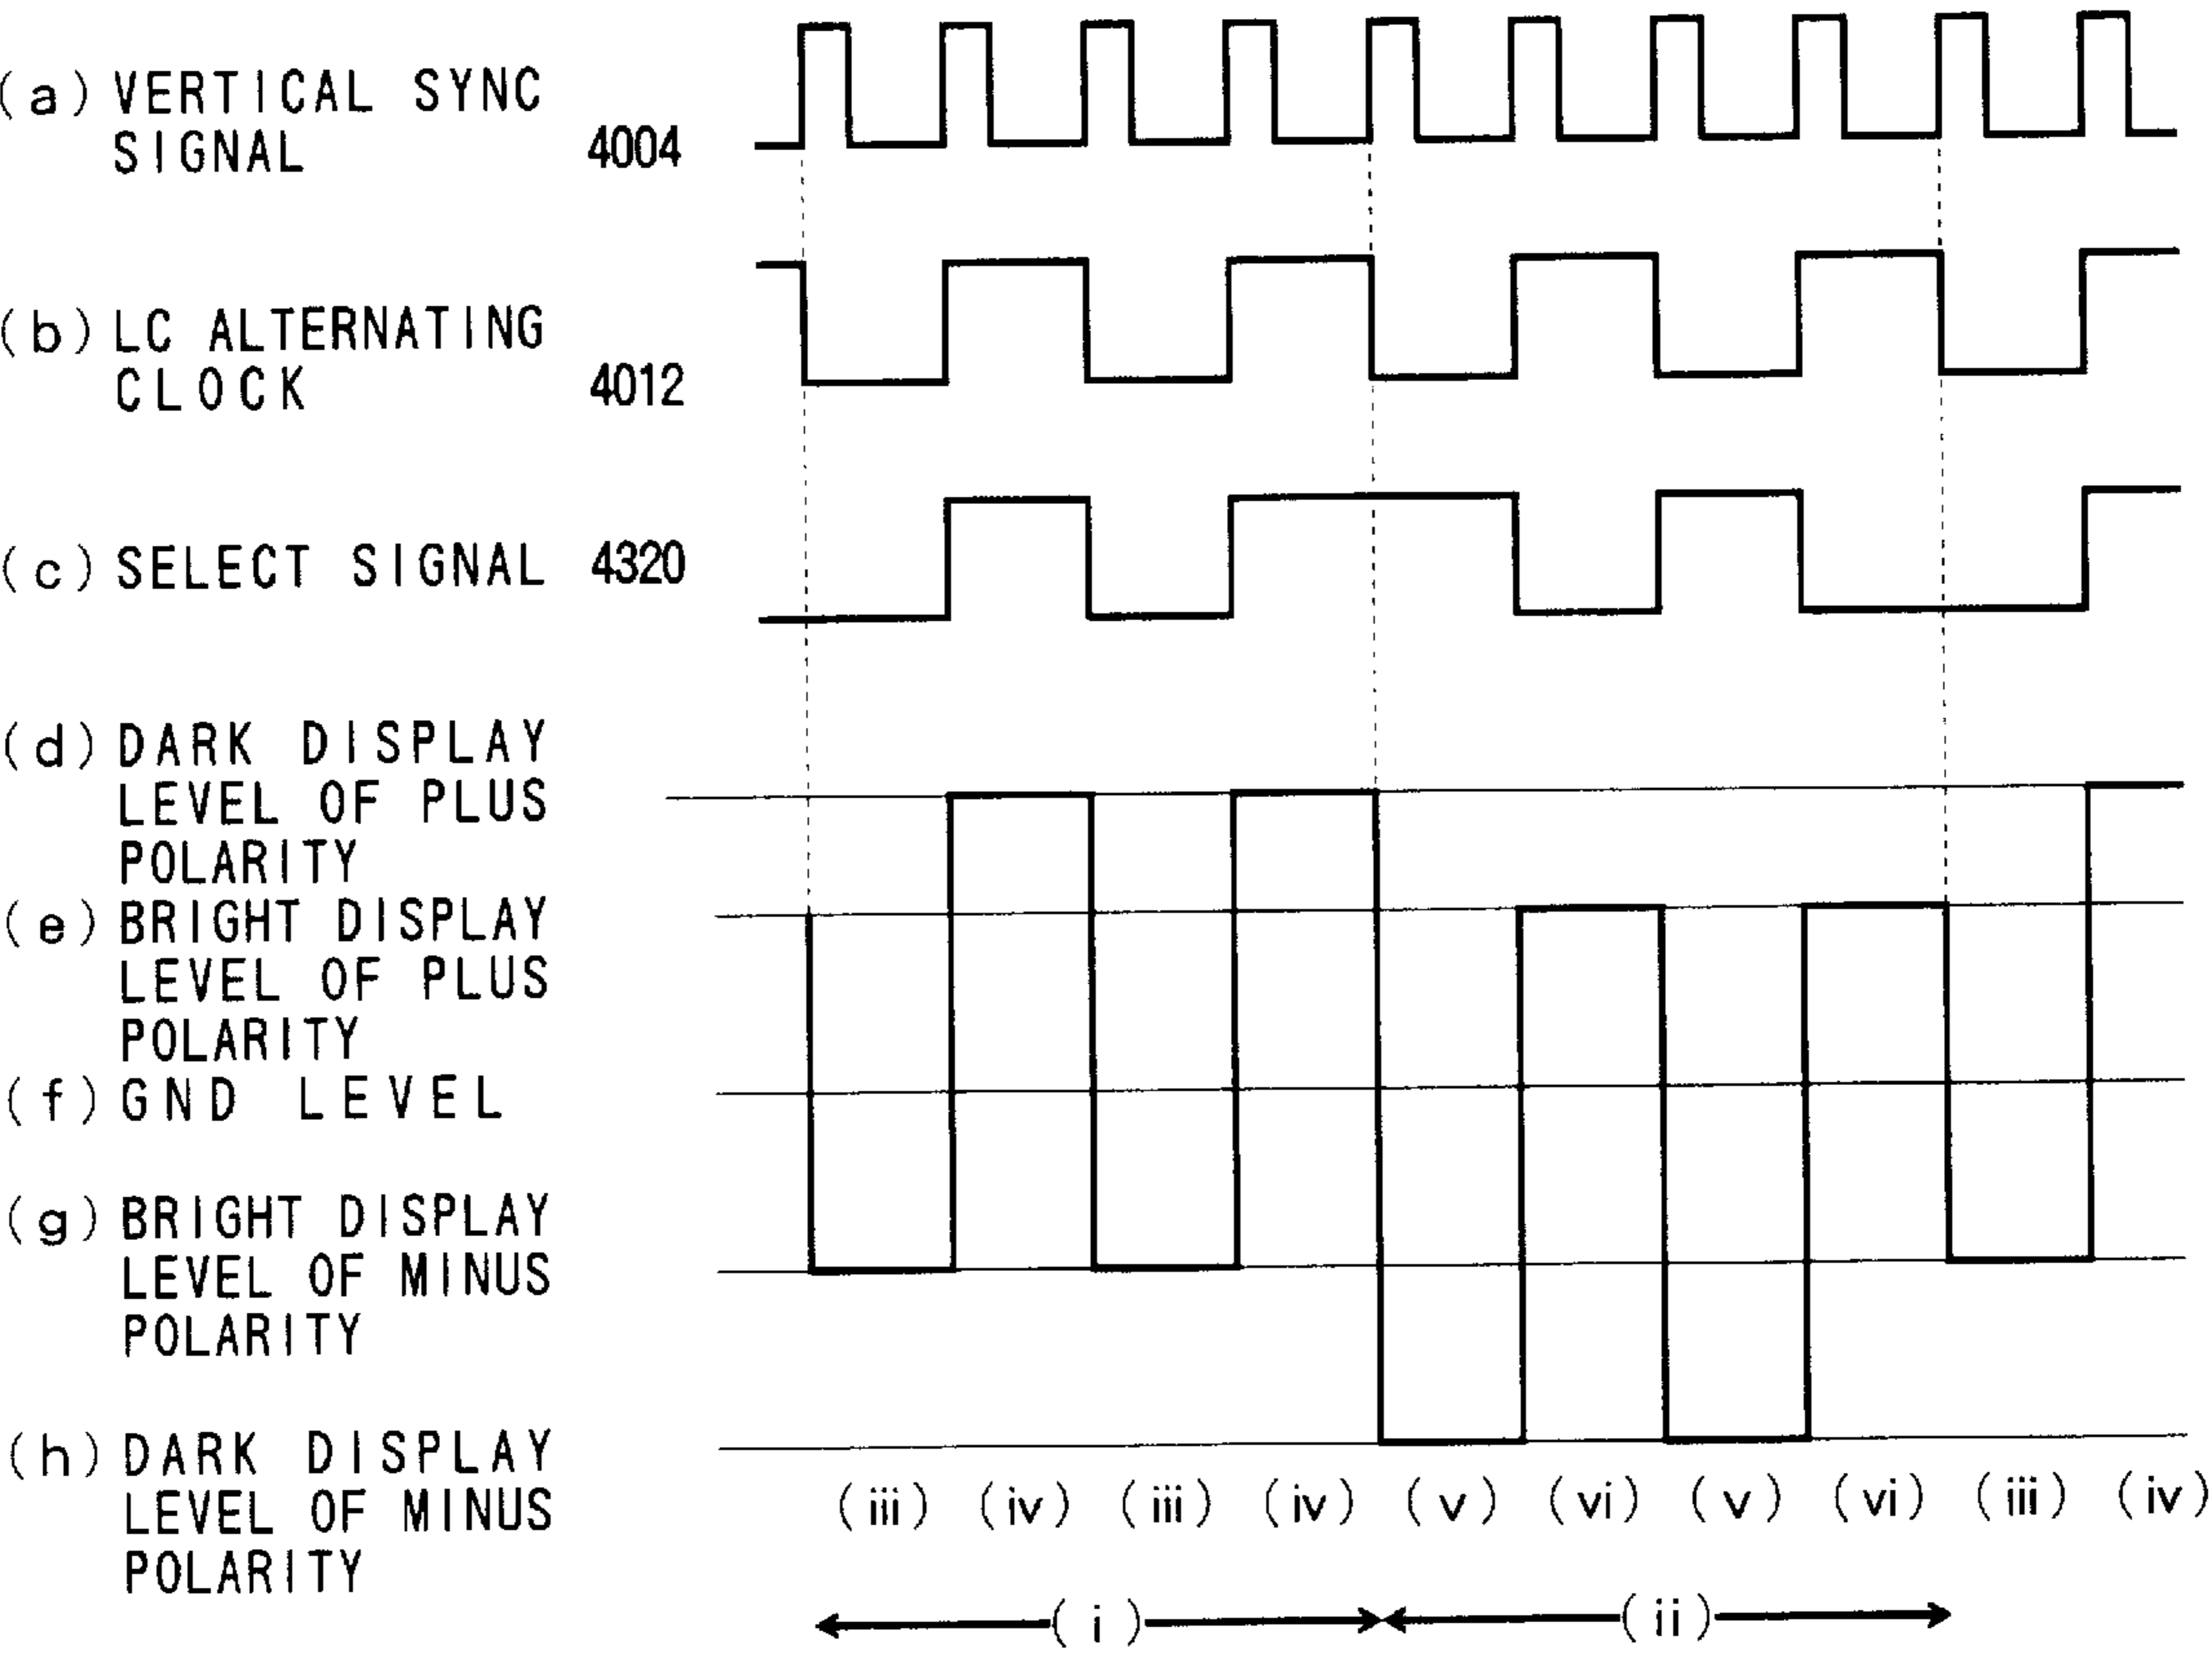 (a) VERTICAL SYNC
SIGNAL 4004
(b) LC ALTERNATING
CLOCK 4012
(c) SELECT SIGNAL 4320
(d) DARK DISPLAY
LEVEL OF PLUS
POLARITY
(e) BRIGHT DISPLAY
LEVEL OF PLUS
POLARITY
(f) GND LEVEL
(g) BRIGHT DISPLAY
LEVEL OF MINUS
POLARITY
(h) DARK DISPLAY
LEVEL OF MINUS
POLARITY
(iii) (iv) (iii) (iv) (v) (vi) (v) (vi) (iii) (iv)
(i) (ii)